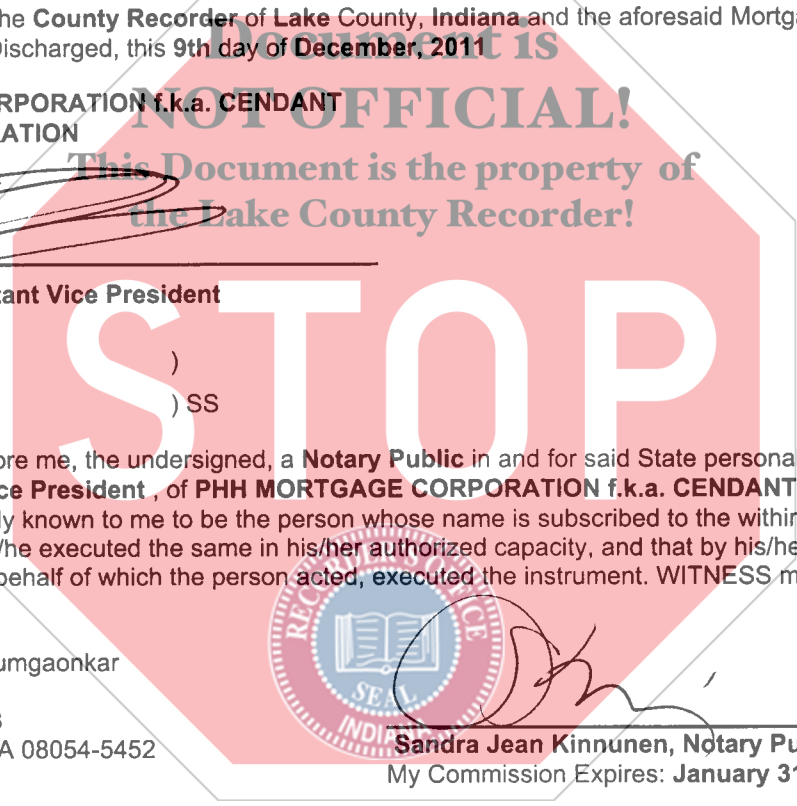 he County Recorder of Lake County, Indiana and the aforesaid Mortga
Discharged, this 9th day of December, 2011
Document is
RPORATION f.k.a. CENDANT
NOT OFFICIAL!
ATION
This Document is the property of
the Lake County Recorder!
tant Vice President
STOP
)
) SS
ore me, the undersigned, a Notary Public in and for said State persona
ce President , of PHH MORTGAGE CORPORATION f.k.a. CENDANT
ly known to me to be the person whose name is subscribed to the within
/he executed the same in his/her authorized capacity, and that by his/he
behalf of which the person acted, executed the instrument. WITNESS m
RECORDER'S OFFICE
SEAL
INDIANA
umgaonkar
A 08054-5452
Sandra Jean Kinnunen, Notary Pu
My Commission Expires: January 31